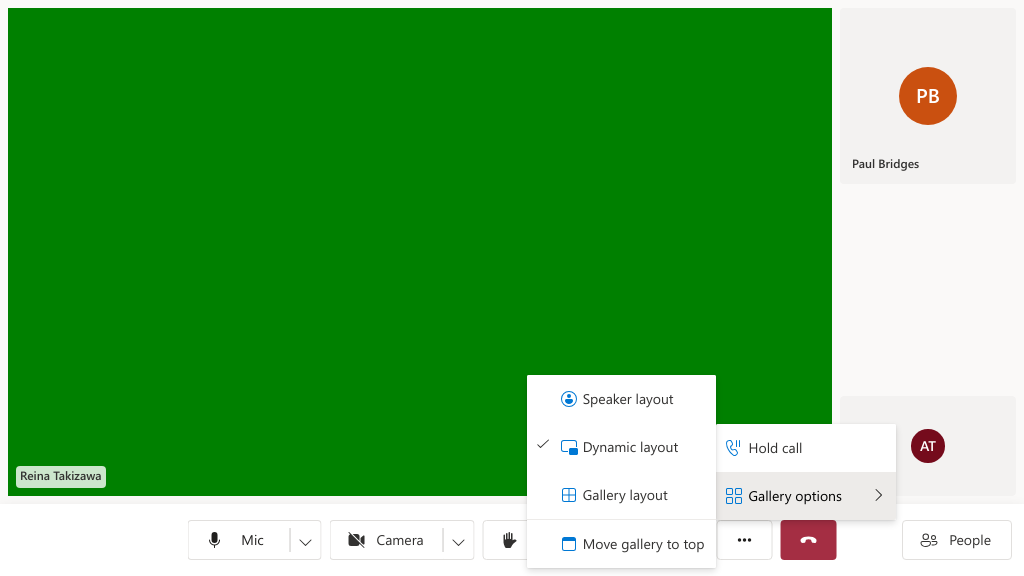 PB
Paul Bridges
Reina Takizawa
Speaker layout
Dynamic layout
Gallery layout
Move gallery to top
Hold call
Gallery options
AT
Mic
Camera
People